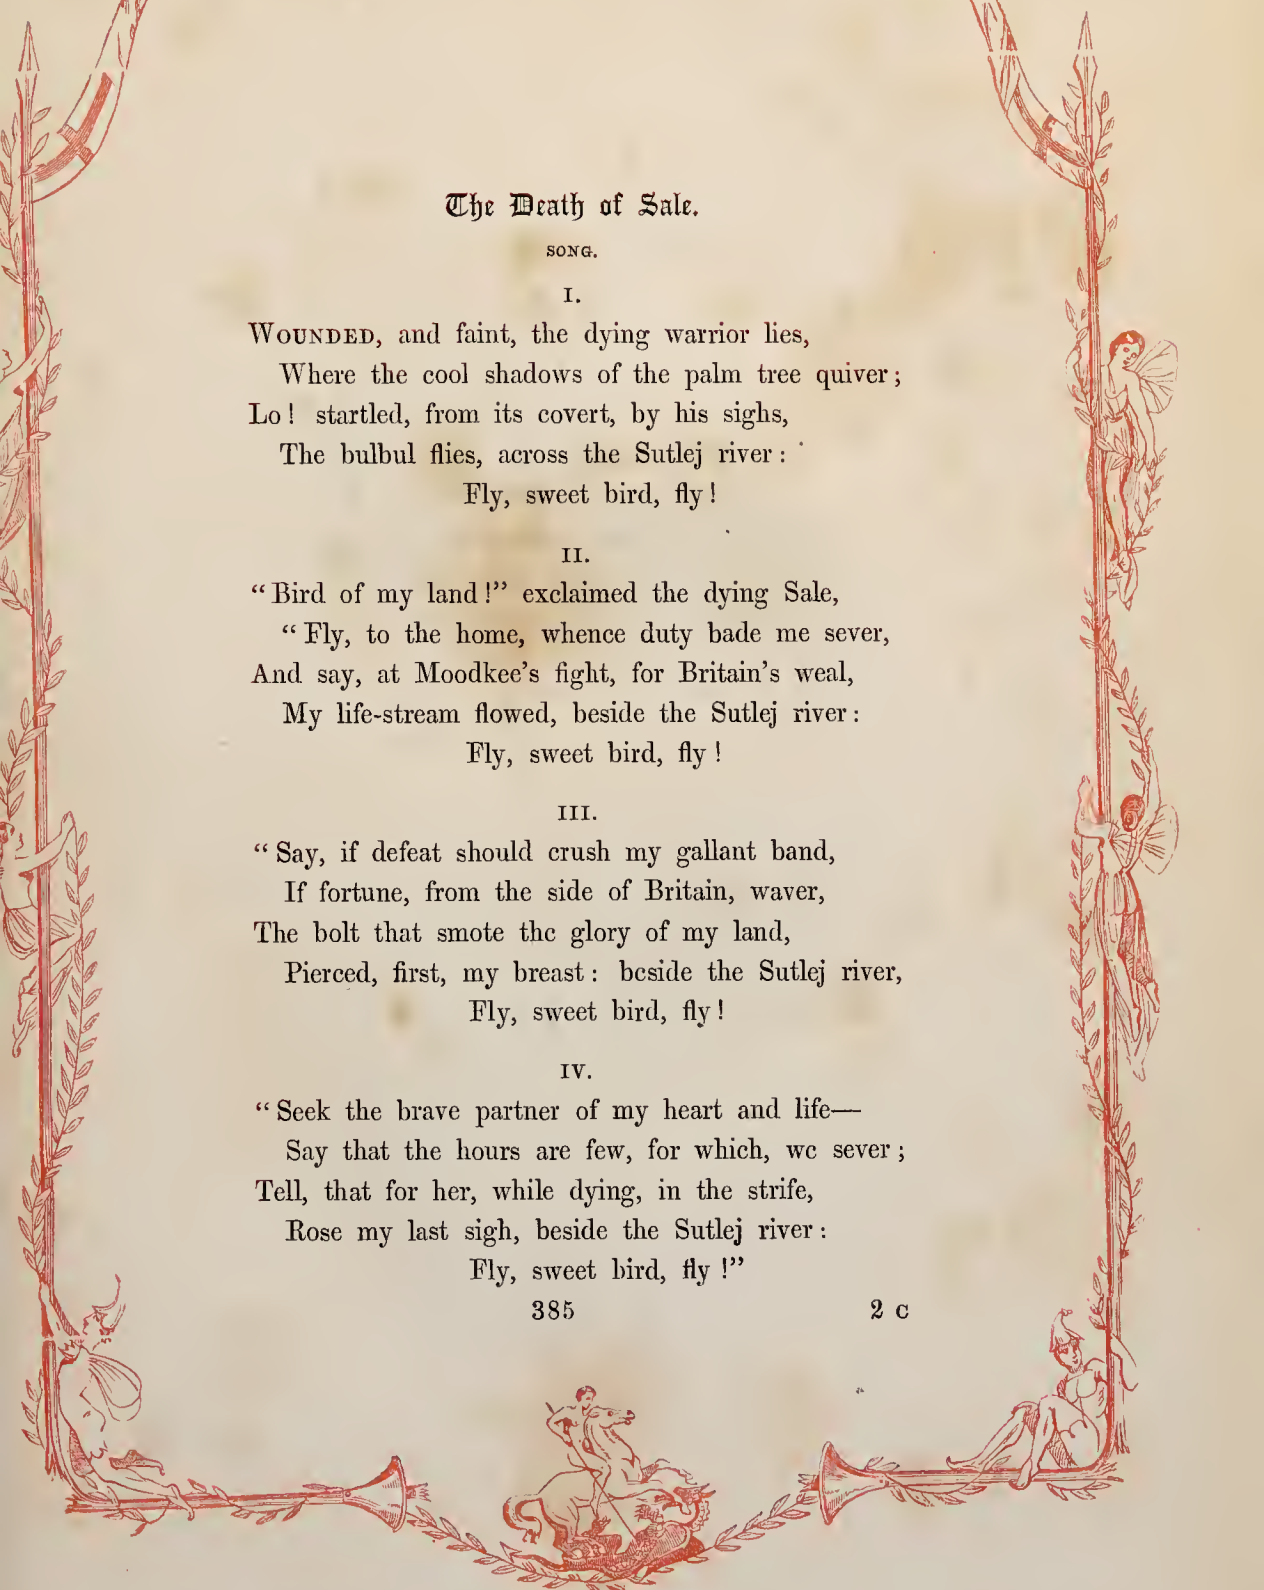 The Death of Sale.
SONG.
I.
WOUNDED, and faint, the dying warrior lies,
Where the cool shadows of the palm tree quiver;
Lo! startled, from its covert, by his sighs,
The bulbul flies, across the Sutlej river:
Fly, sweet bird, fly!
II.
“Bird of my land!” exclaimed the dying Sale,
“Fly, to the home, whence duty bade me sever,
And say, at Moodkee’s fight, for Britain’s weal,
My life-stream flowed, beside the Sutlej river:
Fly, sweet bird, fly!
III.
“Say, if defeat should crush my gallant band,
If fortune, from the side of Britain, waver,
The bolt that smote the glory of my land,
Pierced, first, my breast: beside the Sutlej river,
Fly, sweet bird, fly!
IV.
“Seek the brave partner of my heart and life—
Say that the hours are few, for which, we sever;
Tell, that for her, while dying, in the strife,
Rose my last sigh, beside the Sutlej river:
Fly, sweet bird, fly!”
385 2 C